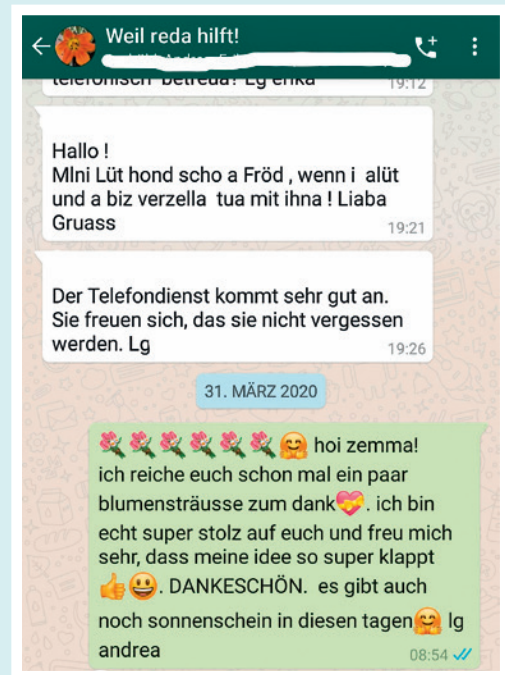 Weil reda hilft!
telefonisch betreda! Lg erika
19:12
Hallo !
MIni Lüt hond scho a Fröd , wenn i alüt
und a biz verzella tua mit ihna ! Liaba
Gruass
19:21
Der Telefondienst kommt sehr gut an.
Sie freuen sich, das sie nicht vergessen
werden. Lg
19:26
31. MÄRZ 2020
💐💐💐💐💐💐🤗 hoi zemma!
ich reiche euch schon mal ein paar
blumensträusse zum dank💝. ich bin
echt super stolz auf euch und freu mich
sehr, dass meine idee so super klappt
👍😃. DANKESCHÖN. es gibt auch
noch sonnenschein in diesen tagen🤗 lg
andrea
08:54